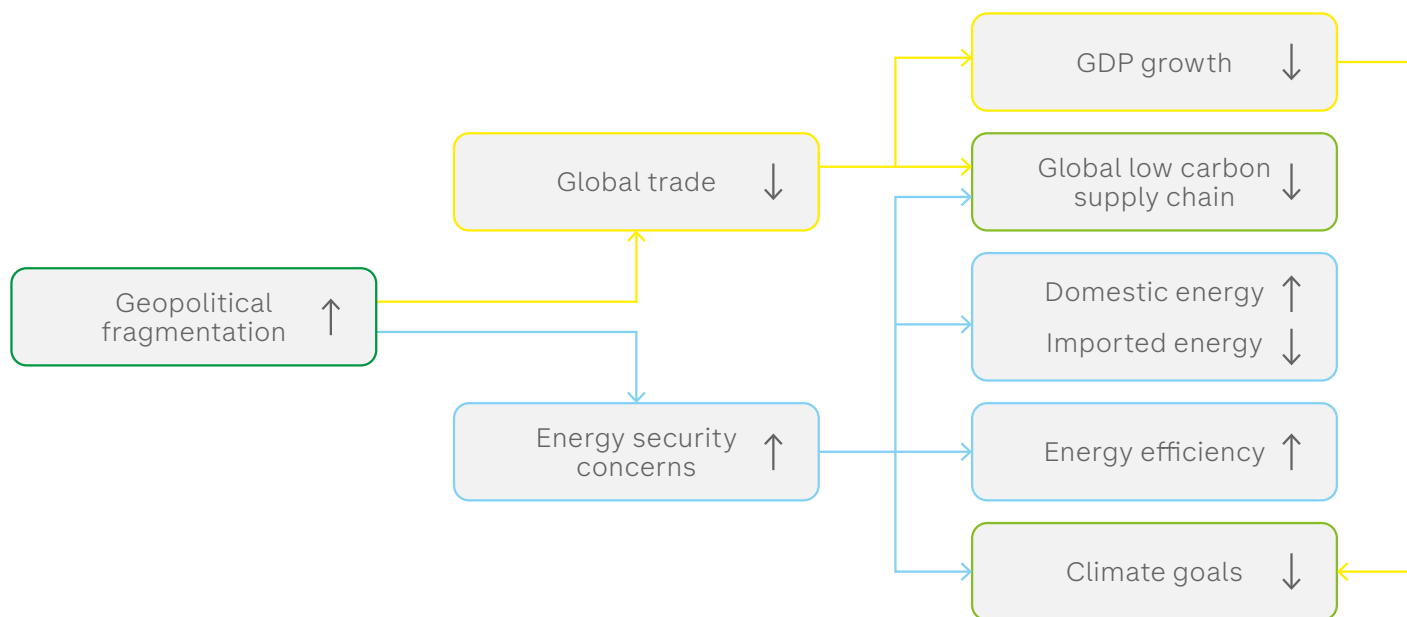 GDP growth
Global trade
Global low carbon
supply chain
Geopolitical
fragmentation
Domestic energy
Imported energy
Energy security
concerns
Energy efficiency
Climate goals